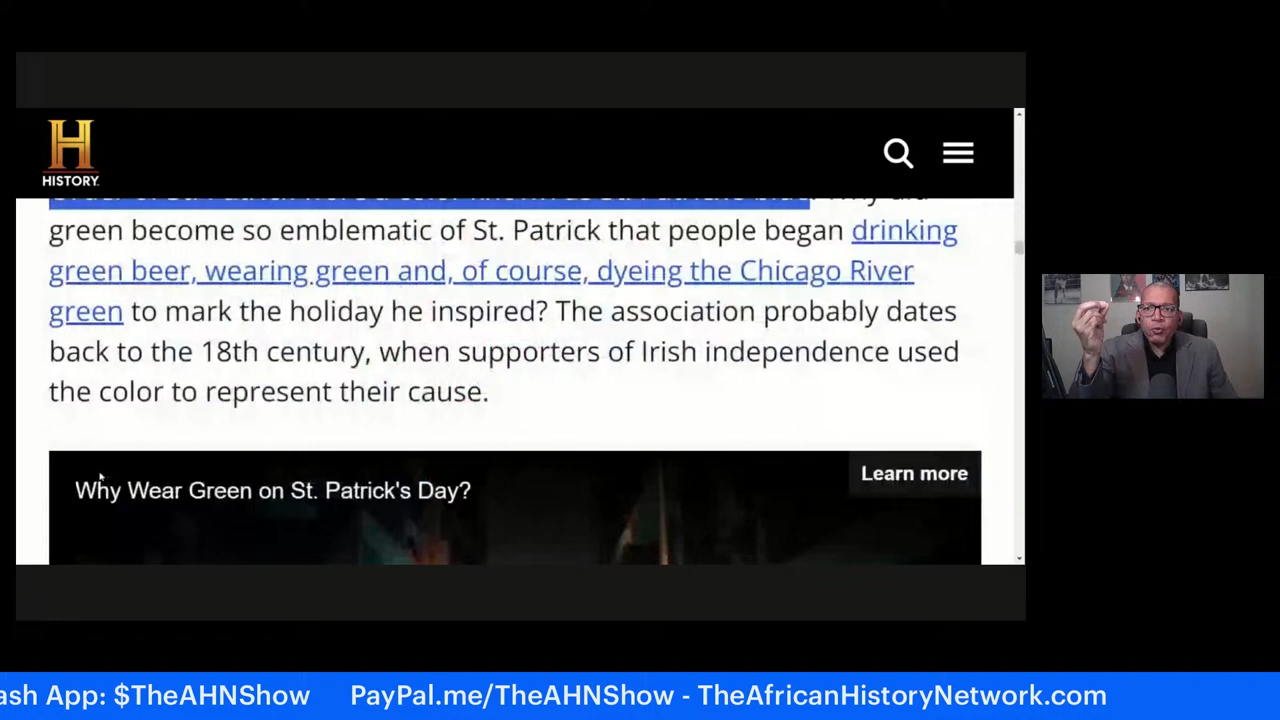 HISTORY
green become so emblematic of St. Patrick that people began drinking
green beer, wearing green and, of course, dyeing the Chicago River
green to mark the holiday he inspired? The association probably dates
back to the 18th century, when supporters of Irish independence used
the color to represent their cause.
Why Wear Green on St. Patrick's Day?
Learn more
ash App: $TheAHNShow PayPal.me/TheAHNShow - TheAfricanHistoryNetwork.com